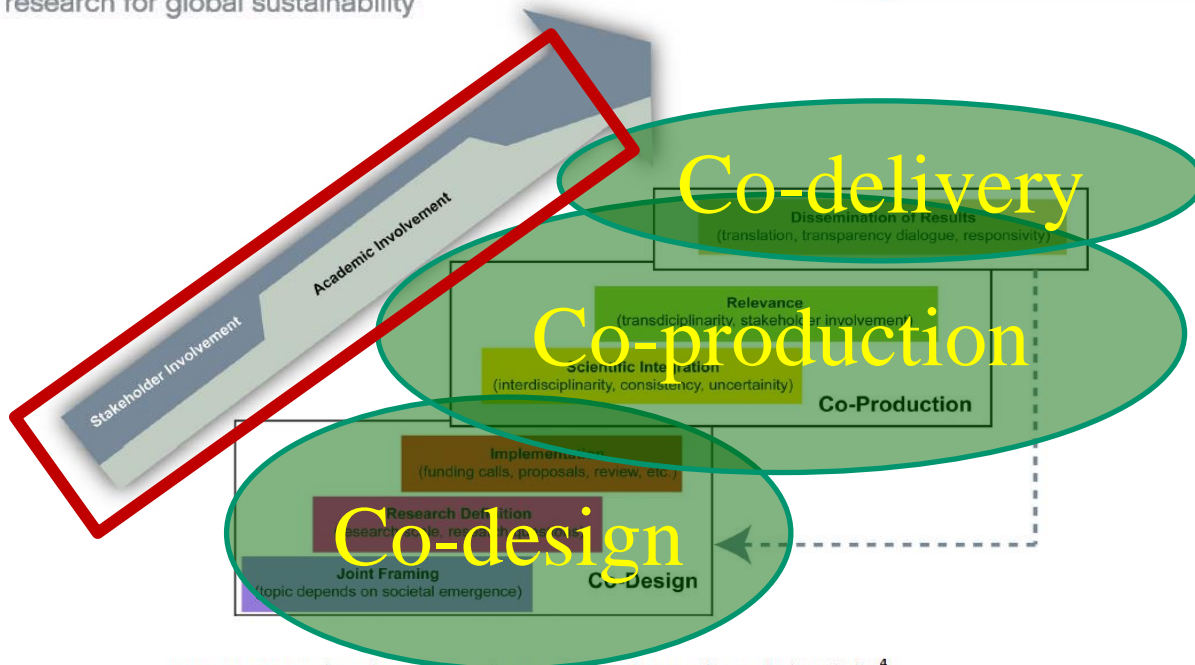 research for global sustainability
Co-delivery
Dissemination of Results
(translation, transparency dialogue, responsivity)
Academic Involvement
Stakeholder Involvement
Relevance
(transdiciplinarity, stakeholder involvement)
Co-production
Scientific Integration
(interdisciplinarity, consistency, uncertainity)
Co-Production
Implementation
(funding calls, proposals, review, etc.)
Research Definition
Co-design
Joint Framing
(topic depends on societal emergence)
Co-Design
4